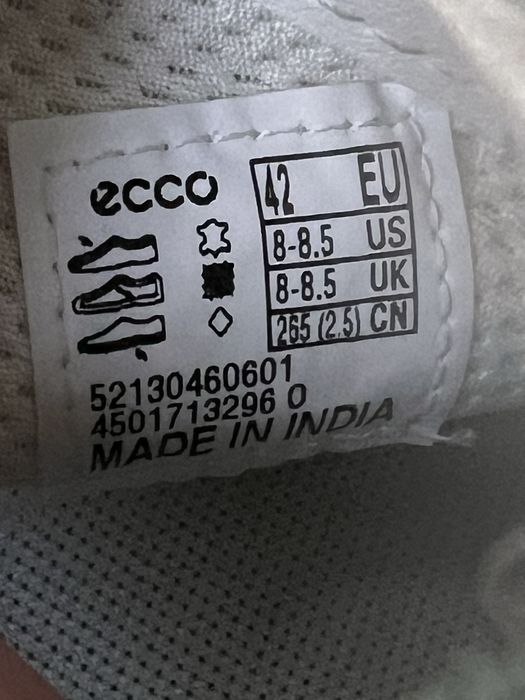 ecco
42 EU
8-8.5 US
8-8.5 UK
265 (2.5) CN
52130460601
4501713296 0
MADE IN INDIA